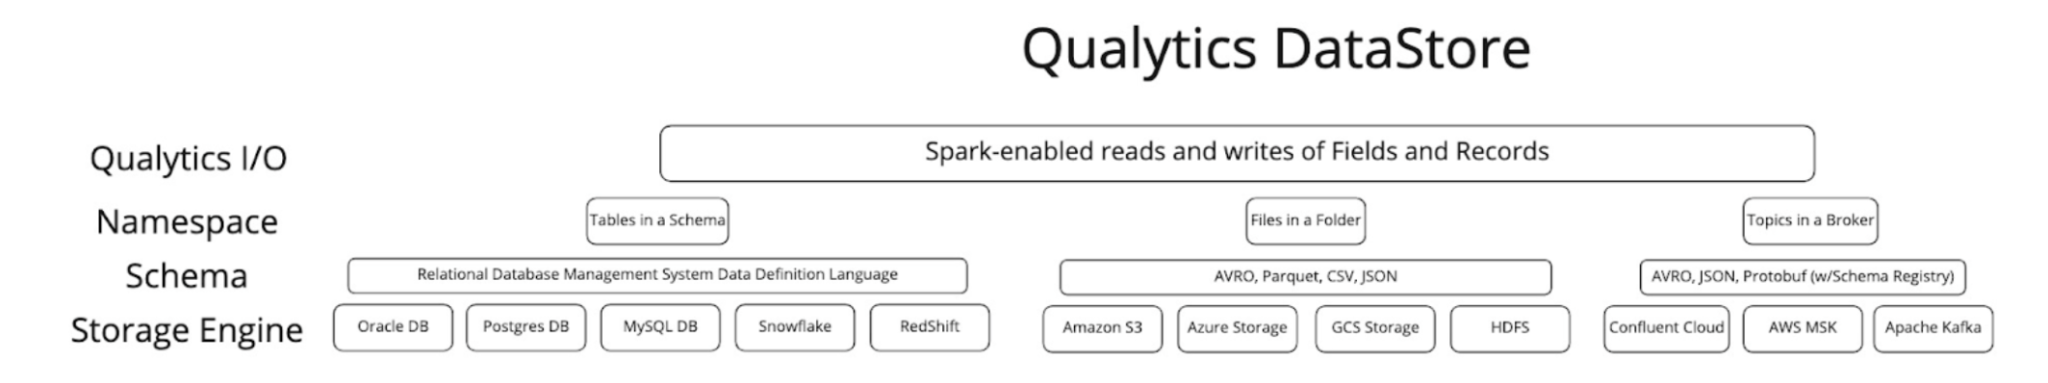 Qualytics DataStore
Qualytics I/O
Spark-enabled reads and writes of Fields and Records
Namespace
Tables in a Schema
Files in a Folder
Topics in a Broker
Schema
Relational Database Management System Data Definition Language
AVRO, Parquet, CSV, JSON
AVRO, JSON, Protobuf (w/Schema Registry)
Storage Engine
Oracle DB
Postgres DB
MySQL DB
Snowflake
RedShift
Amazon S3
Azure Storage
GCS Storage
HDFS
Confluent Cloud
AWS MSK
Apache Kafka